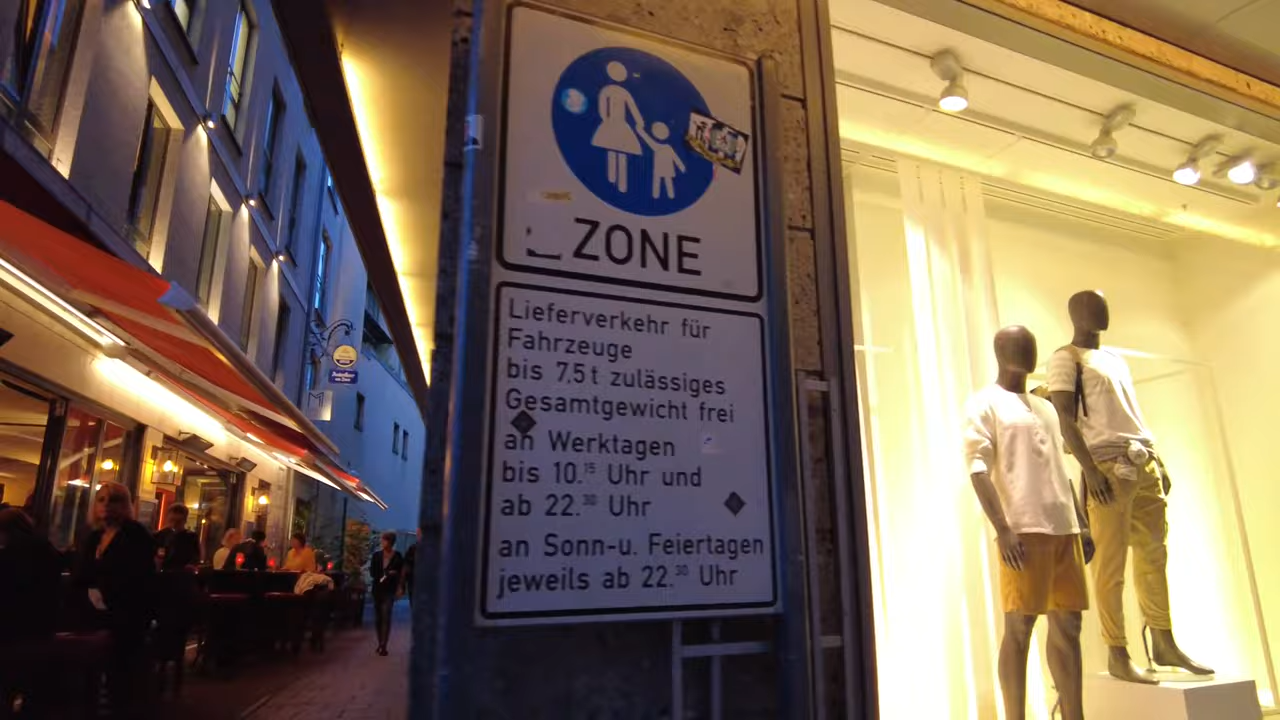 ZONE
Lieferverkehr für
Fahrzeuge
bis 7,5t zulässiges
Gesamtgewicht frei
an Werktagen
bis 10.15 Uhr und
ab 22.30 Uhr
an Sonn-u. Feiertagen
jeweils ab 22.30 Uhr